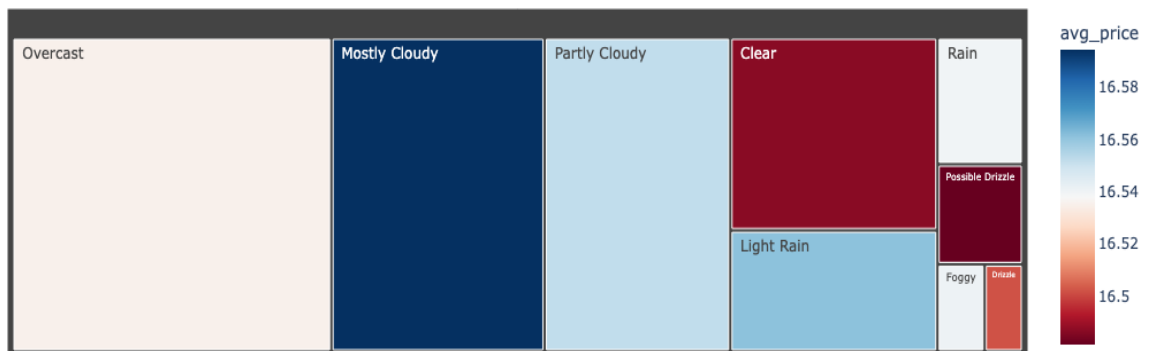 Overcast
Mostly Cloudy
Partly Cloudy
Clear
Rain
Possible Drizzle
Light Rain
Foggy
Drizzle
avg_price
16.58
16.56
16.54
16.52
16.5